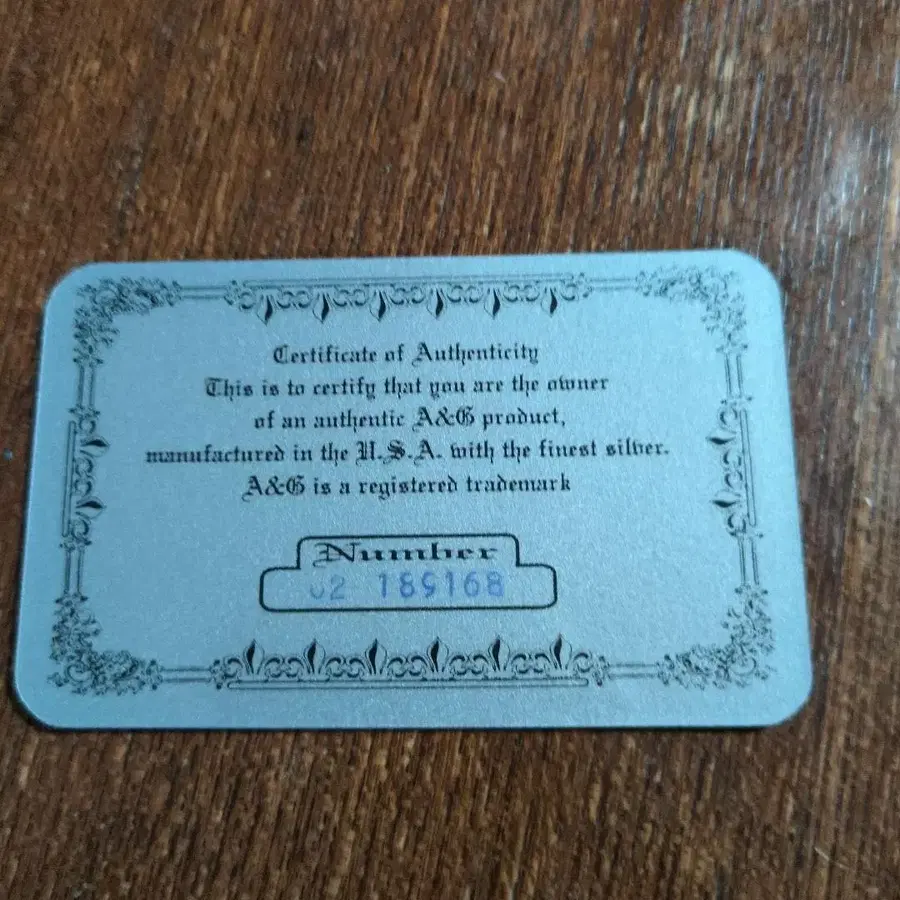 Certificate of Authenticity
This is to certify that you are the owner
of an authentic A&G product,
manufactured in the U.S.A. with the finest silver.
A&G is a registered trademark
Number
02 189168